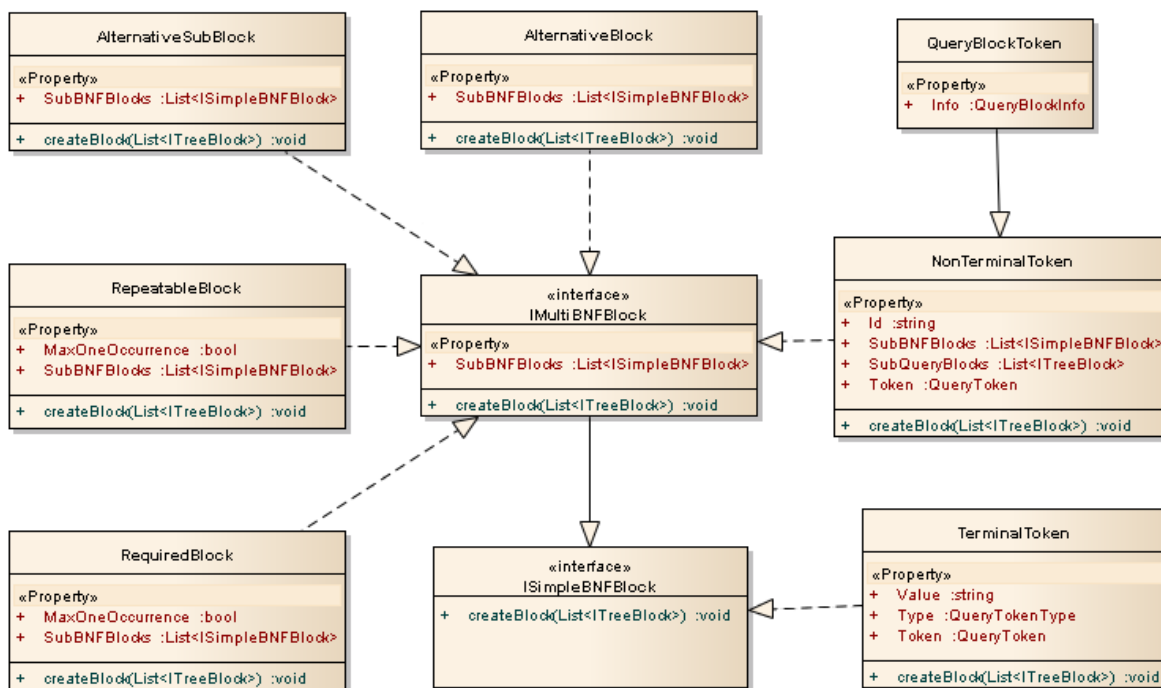 AlternativeSubBlock
«Property»
+ SubBNFBlocks :List<ISimpleBNFBlock>
+ createBlock(List<ITreeBlock>) :void
AlternativeBlock
«Property»
+ SubBNFBlocks :List<ISimpleBNFBlock>
+ createBlock(List<ITreeBlock>) :void
QueryBlockToken
«Property»
+ Info :QueryBlockInfo
RepeatableBlock
«Property»
+ MaxOneOccurrence :bool
+ SubBNFBlocks :List<ISimpleBNFBlock>
+ createBlock(List<ITreeBlock>) :void
«interface»
IMultiBNFBlock
«Property»
+ SubBNFBlocks :List<ISimpleBNFBlock>
+ createBlock(List<ITreeBlock>) :void
NonTerminalToken
«Property»
+ Id :string
+ SubBNFBlocks :List<ISimpleBNFBlock>
+ SubQueryBlocks :List<ITreeBlock>
+ Token :QueryToken
+ createBlock(List<ITreeBlock>) :void
RequiredBlock
«Property»
+ MaxOneOccurrence :bool
+ SubBNFBlocks :List<ISimpleBNFBlock>
+ createBlock(List<ITreeBlock>) :void
«interface»
ISimpleBNFBlock
+ createBlock(List<ITreeBlock>) :void
TerminalToken
«Property»
+ Value :string
+ Type :QueryTokenType
+ Token :QueryToken
+ createBlock(List<ITreeBlock>) :void